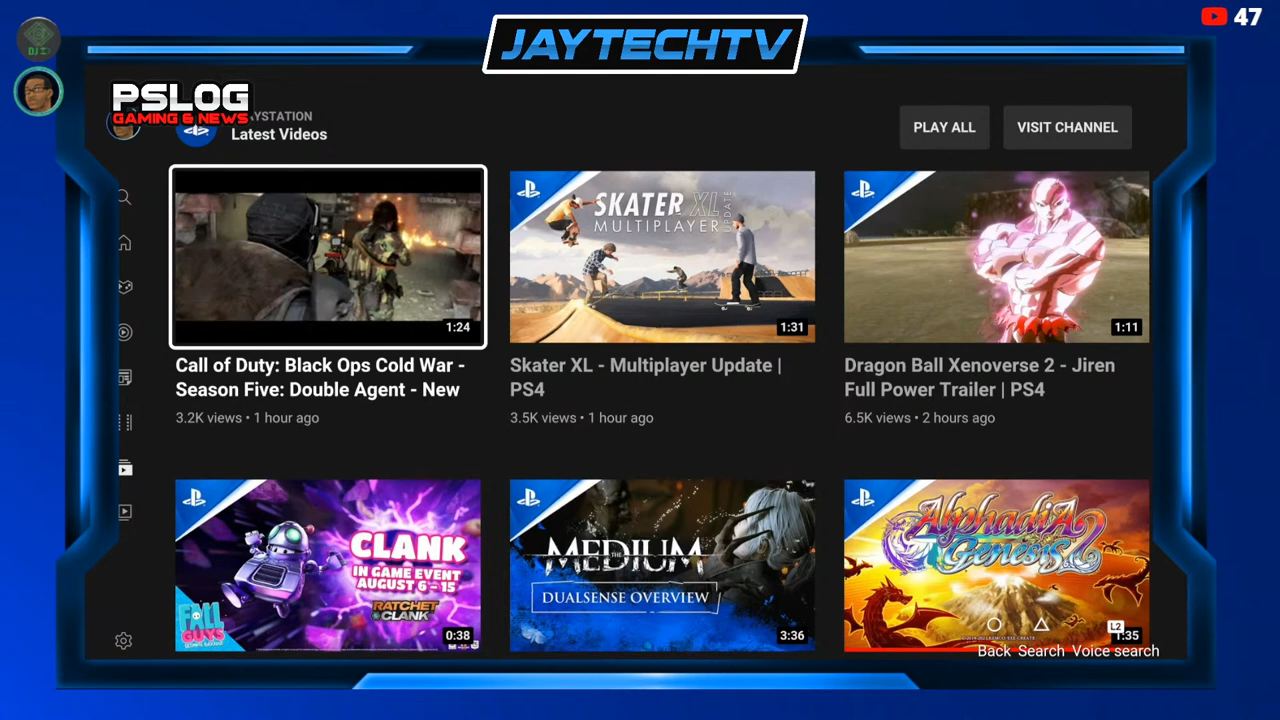 47
JAYTECHTV
DJ
PSLOG
GAMING & NEWS
YSTATION
Latest Videos
PLAY ALL
VISIT CHANNEL
1:24
SKATER XL
MULTIPLAYER UPDATE
1:31
1:11
Call of Duty: Black Ops Cold War -
Season Five: Double Agent - New
3.2K views • 1 hour ago
Skater XL - Multiplayer Update |
PS4
3.5K views • 1 hour ago
Dragon Ball Xenoverse 2 - Jiren
Full Power Trailer | PS4
6.5K views • 2 hours ago
CLANK
IN GAME EVENT
AUGUST 6 - 15
RATCHET
CLANK
FALL
GUYS
0:38
THE MEDIUM
DUALSENSE OVERVIEW
3:36
Alphadia
Genesis 2
L2
1:35
Back Search Voice search